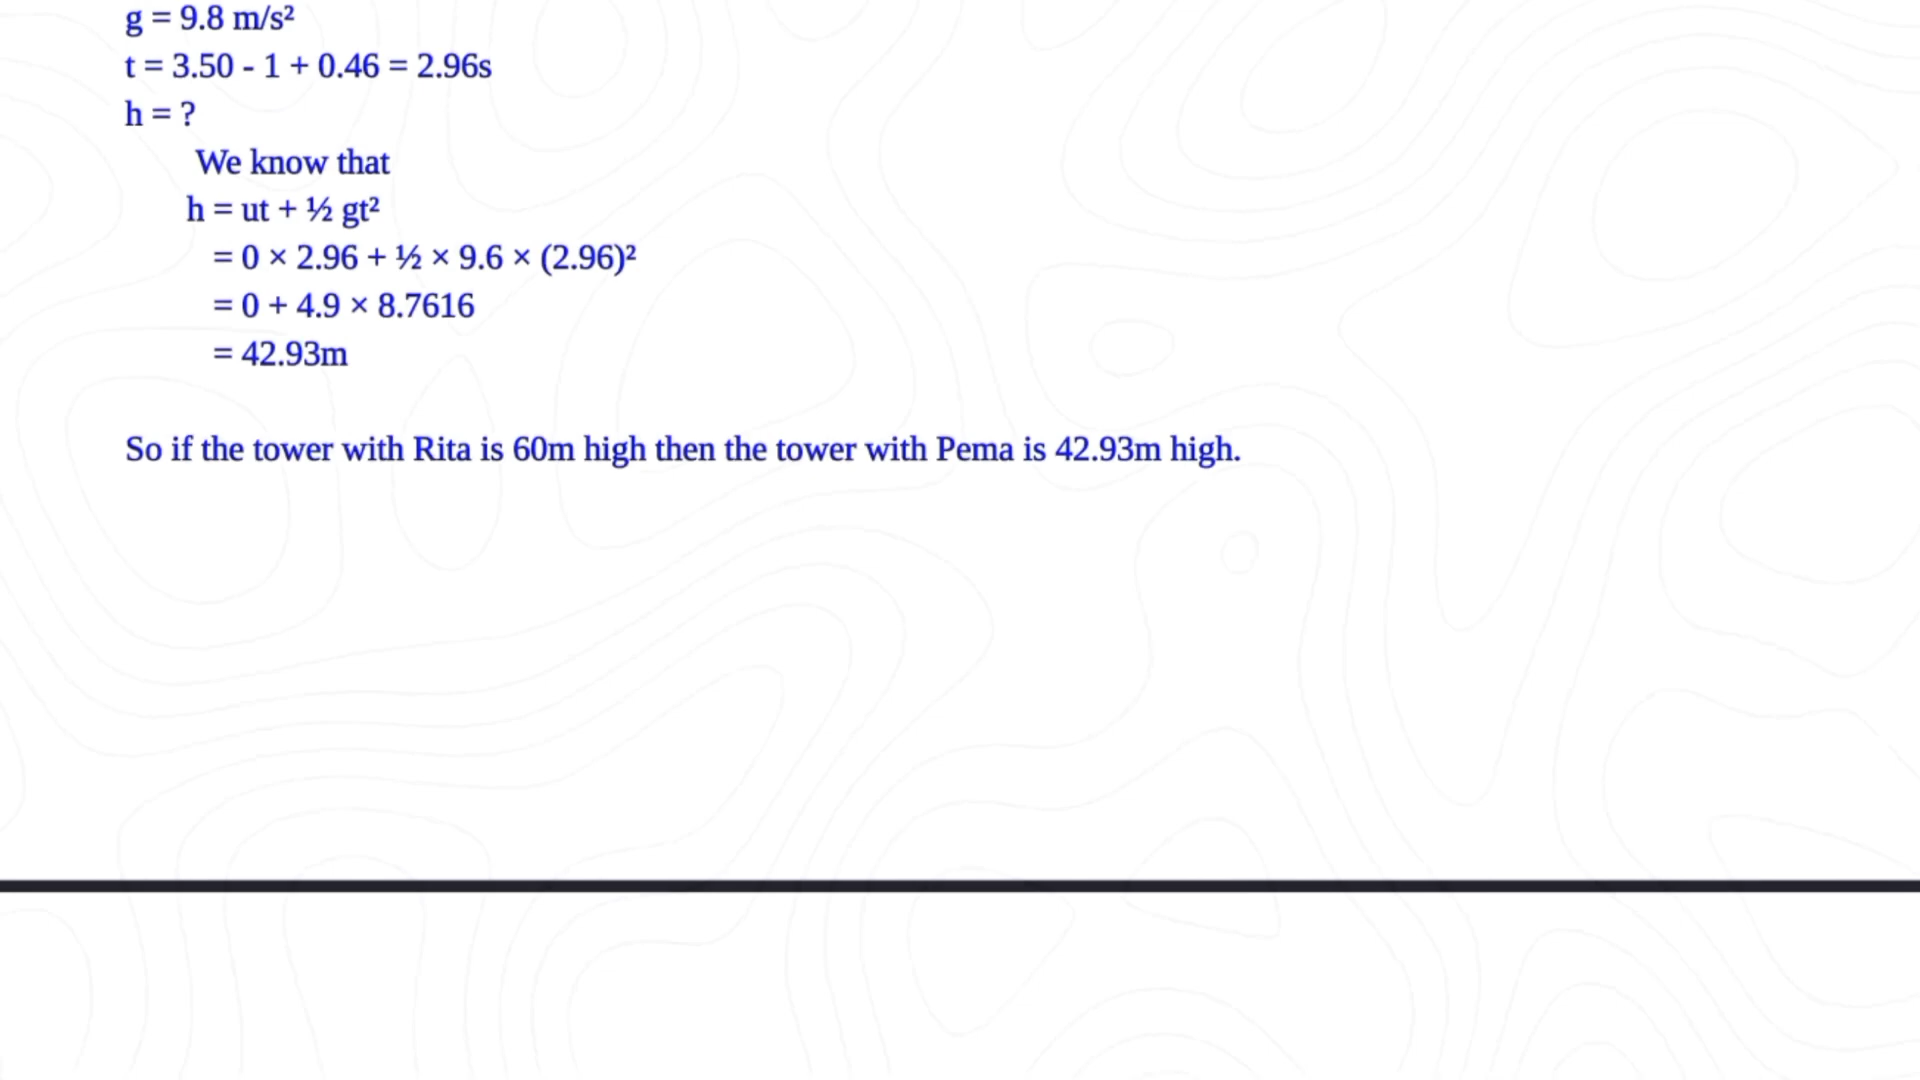 g = 9.8 m/s²
t = 3.50 - 1 + 0.46 = 2.96s
h = ?
We know that
h = ut + ½ gt²
= 0 × 2.96 + ½ × 9.6 × (2.96)²
= 0 + 4.9 × 8.7616
= 42.93m
So if the tower with Rita is 60m high then the tower with Pema is 42.93m high.